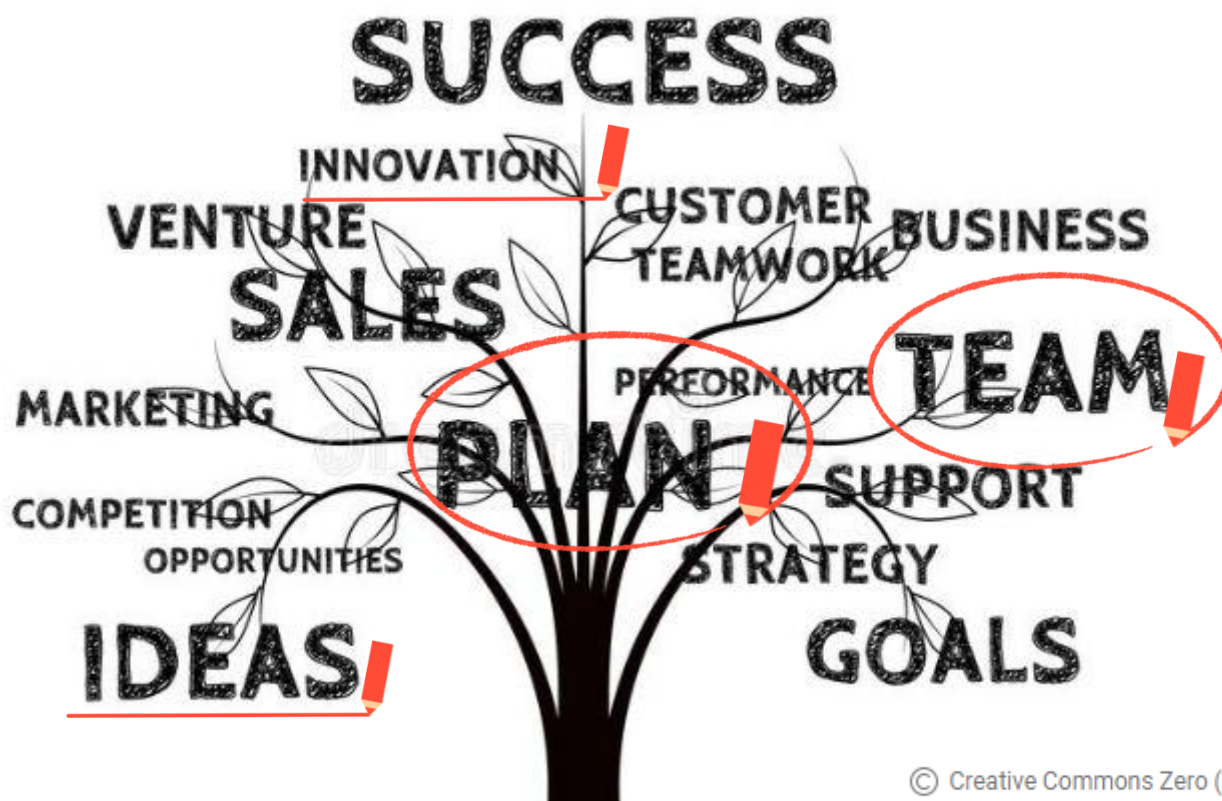 SUCCESS
INNOVATION
CUSTOMER
VENTURE
BUSINESS
TEAMWORK
SALES
TEAM
PERFORMANCE
MARKETING
PLAN
SUPPORT
COMPETITION
OPPORTUNITIES
STRATEGY
IDEAS
GOALS
© Creative Commons Zero (